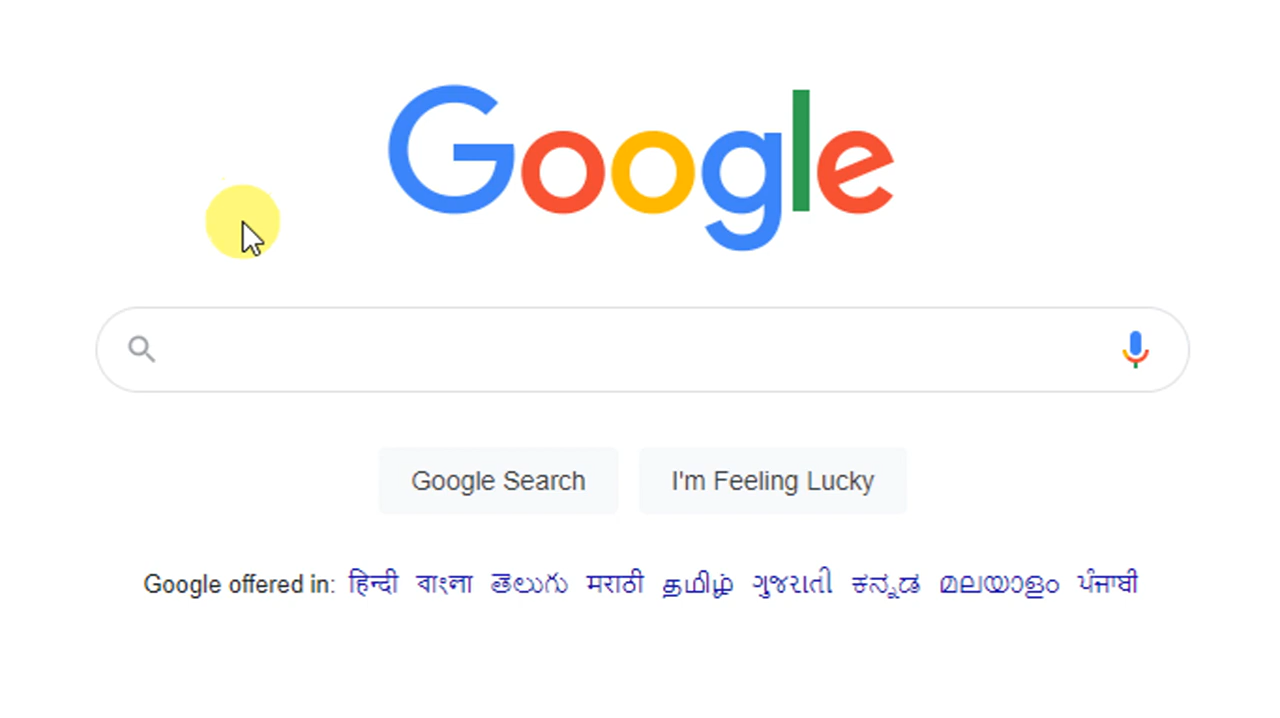 Google
Google Search
I'm Feeling Lucky
Google offered in: हिन्दी বাংলা తెలుగు मराठी தமிழ் ગુજરાતી ಕನ್ನಡ മലയാളം ਪੰਜਾਬੀ